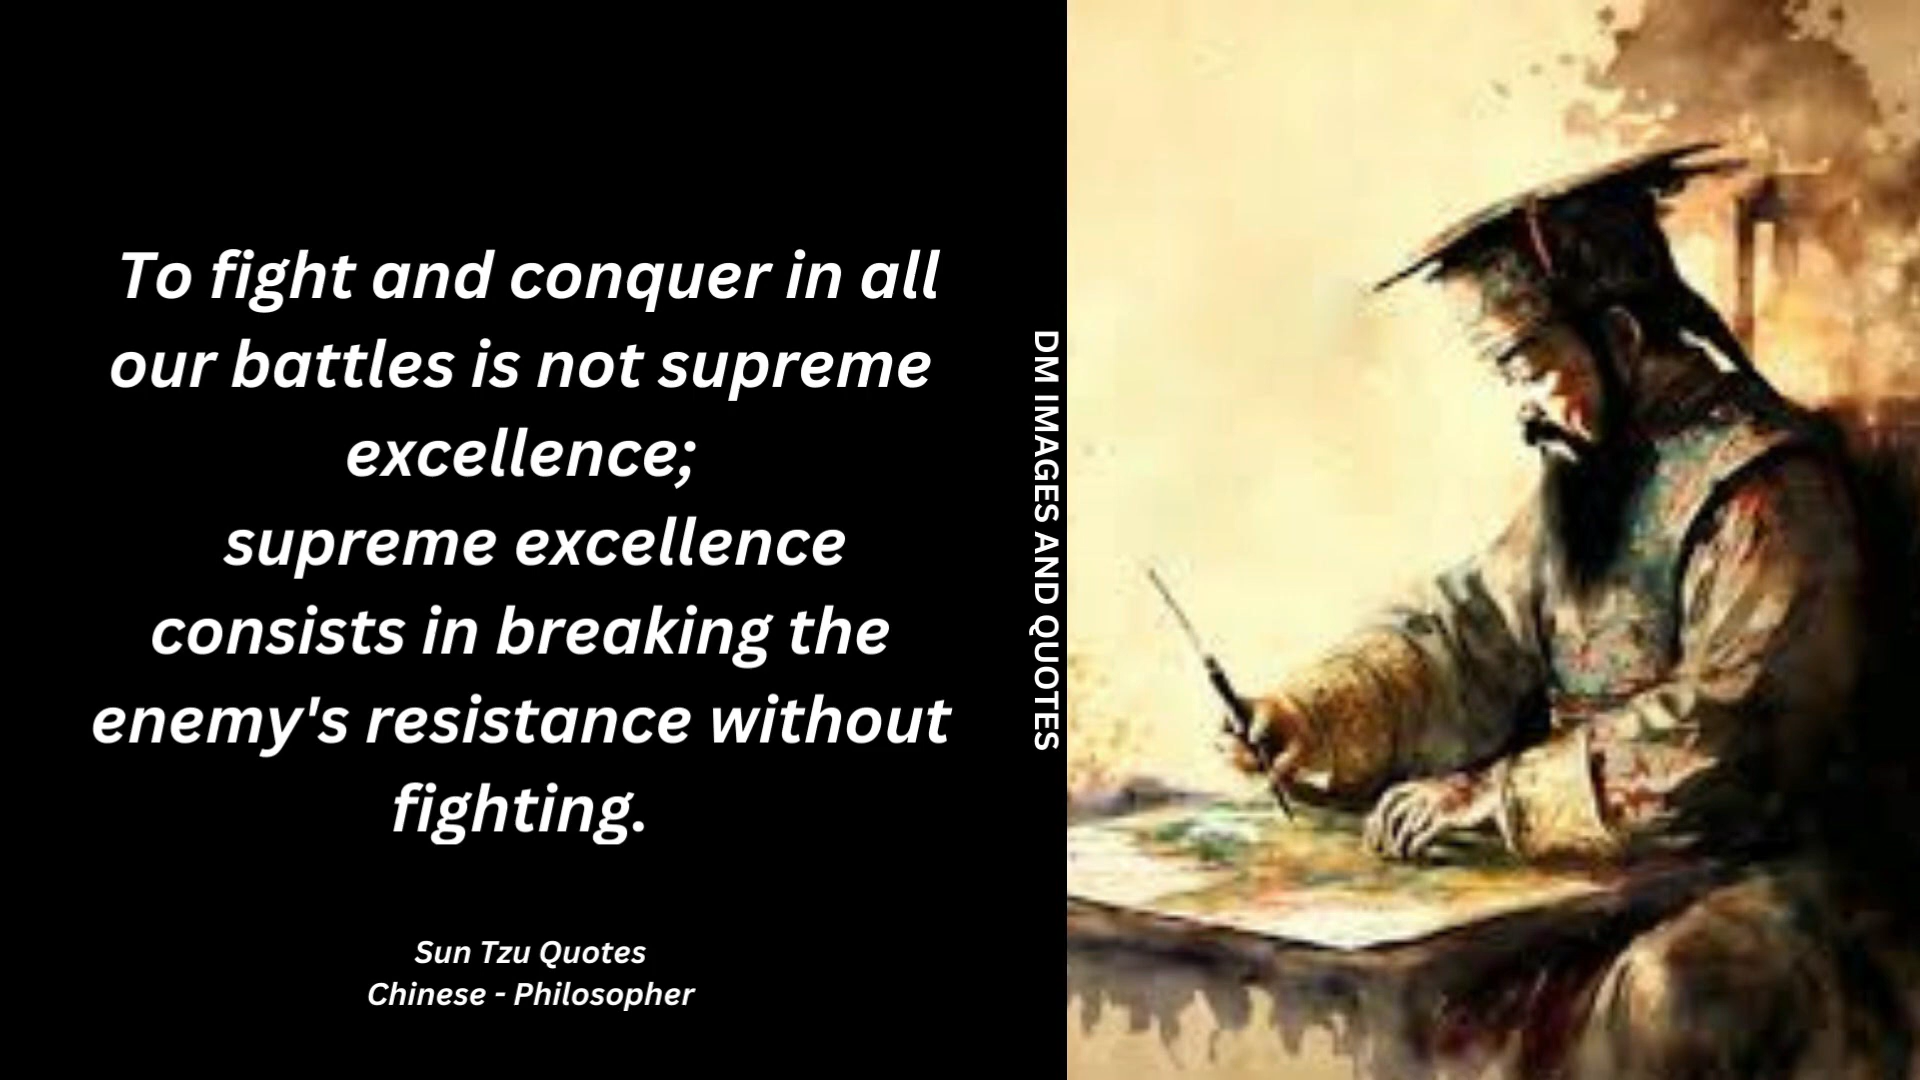 To fight and conquer in all
our battles is not supreme
excellence;
supreme excellence
consists in breaking the
enemy's resistance without
fighting.
Sun Tzu Quotes
Chinese - Philosopher
DM IMAGES AND QUOTES